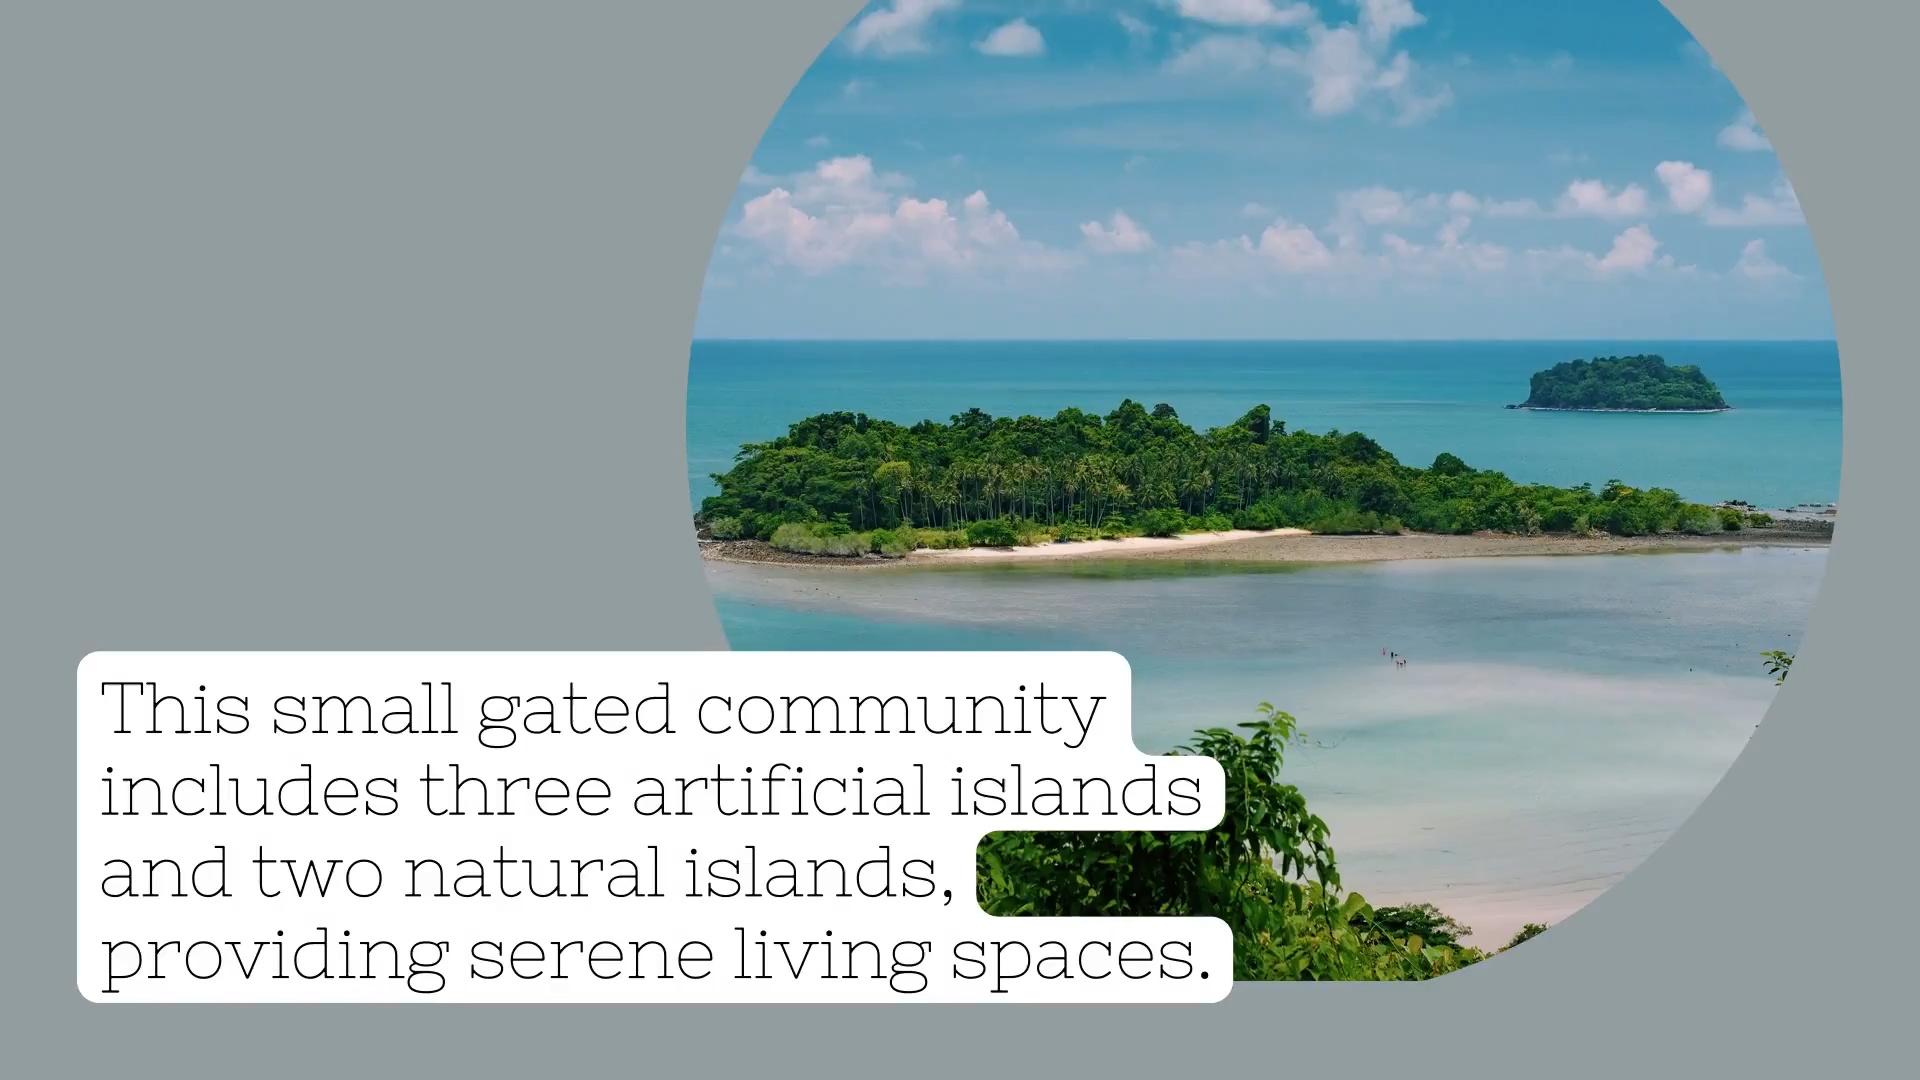 This small gated community
includes three artificial islands
and two natural islands,
providing serene living spaces.